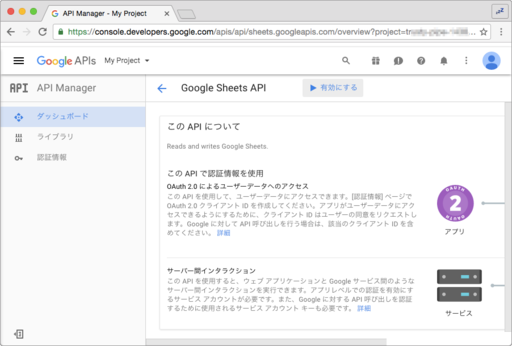 API Manager - My Project
https://console.developers.google.com/apis/api/sheets.googleapis.com/overview?project=
Google APIs My Project
API API Manager
Google Sheets API 有効にする
ダッシュボード
ライブラリ
認証情報
この API について
Reads and writes Google Sheets.
この API で認証情報を使用
OAuth 2.0 によるユーザーデータへのアクセス
この API を使用して、ユーザーデータにアクセスできます。[認証情報] ページで
OAuth 2.0 クライアント ID を作成してください。アプリがユーザーデータにアク
セスできるようにするために、クライアント ID はユーザーの同意をリクエストしま
す。Google に対して API 呼び出しを行う場合は、該当のクライアント ID を含
めてください。 詳細
OAUTH
2
アプリ
サーバー間インタラクション
この API を使用すると、ウェブ アプリケーションと Google サービス間のような
サーバー間インタラクションを実行できます。アプリレベルでの認証を有効にす
るサービス アカウントが必要です。また、Google に対する API 呼び出しを認証す
るために使用されるサービス アカウント キーも必要です。 詳細
サービス